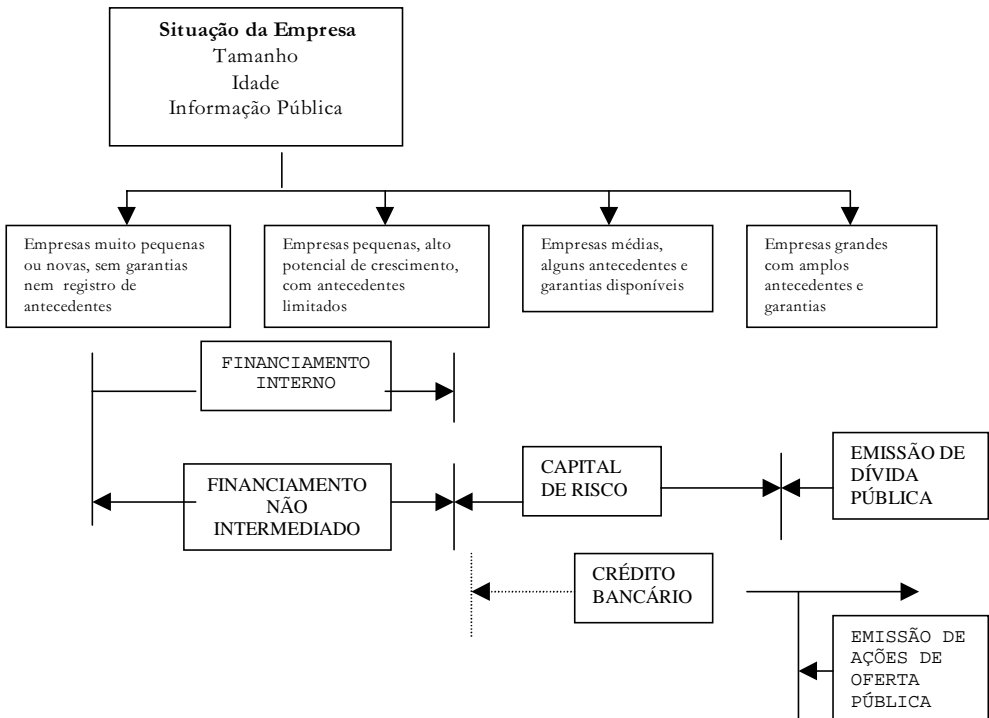 Situação da Empresa
Tamanho
Idade
Informação Pública
Empresas muito pequenas
ou novas, sem garantias
nem registro de
antecedentes
Empresas pequenas, alto
potencial de crescimento,
com antecedentes
limitados
Empresas médias,
alguns antecedentes e
garantias disponíveis
Empresas grandes
com amplos
antecedentes e
garantias
FINANCIAMENTO
INTERNO
FINANCIAMENTO
NÃO
INTERMEDIADO
CAPITAL
DE RISCO
EMISSÃO DE
DÍVIDA
PÚBLICA
CRÉDITO
BANCÁRIO
EMISSÃO DE
AÇÕES DE
OFERTA
PÚBLICA